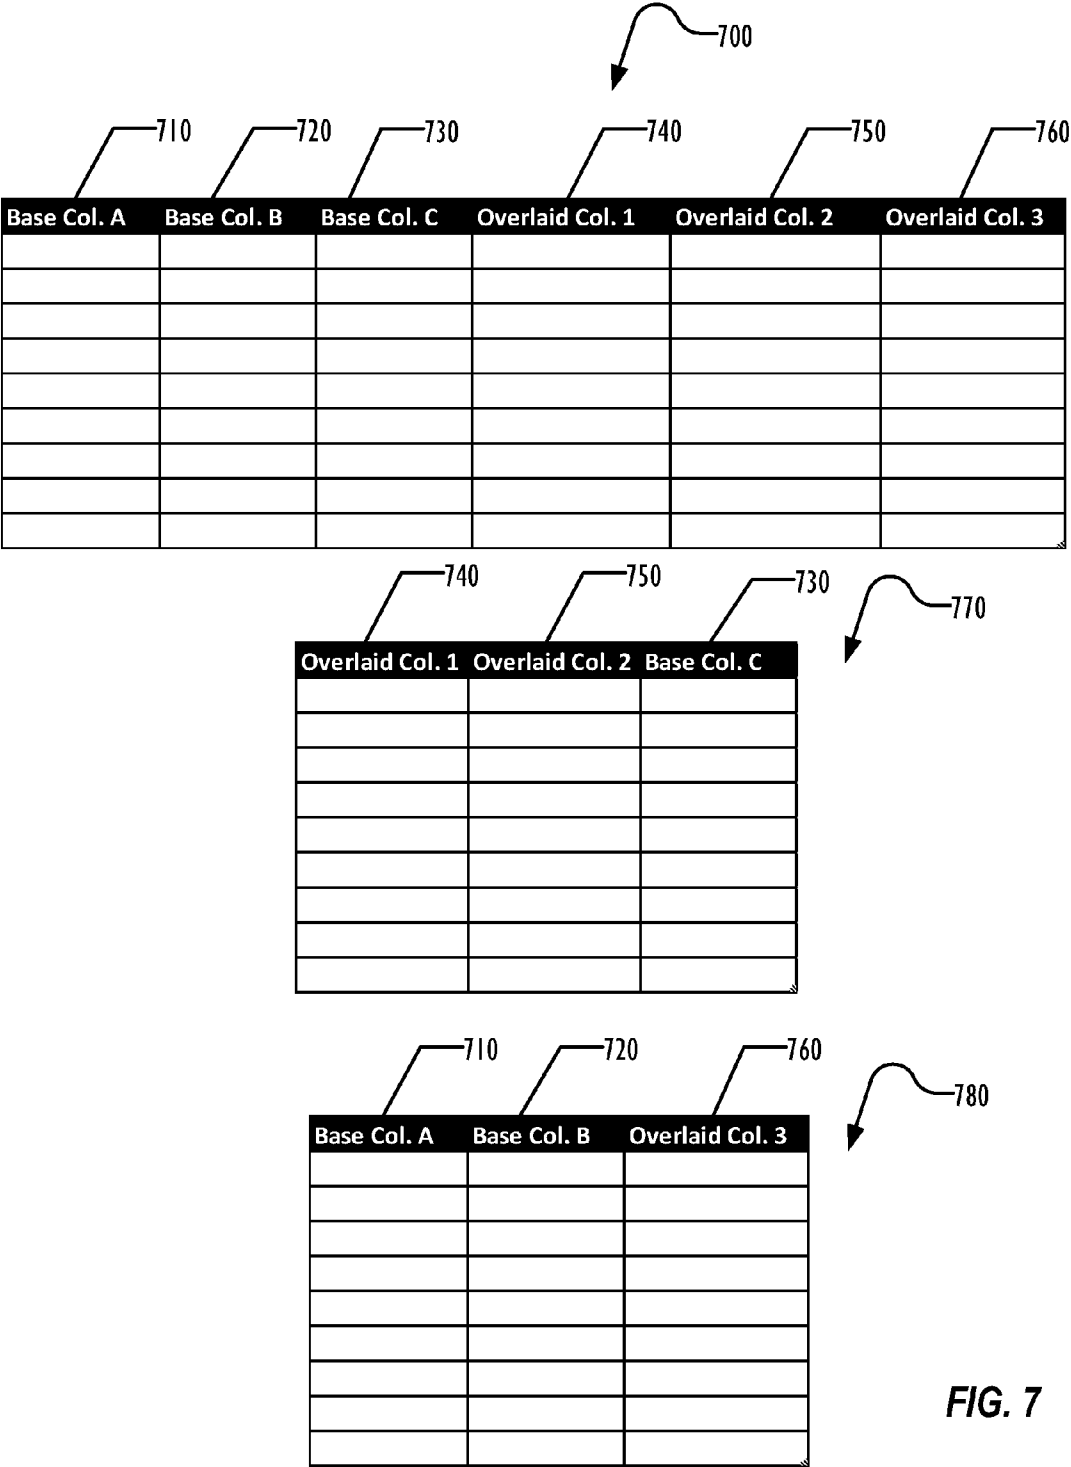 700
710 720 730 740 750 760
Base Col. A Base Col. B Base Col. C Overlaid Col. 1 Overlaid Col. 2 Overlaid Col. 3
740 750 730 770
Overlaid Col. 1 Overlaid Col. 2 Base Col. C
710 720 760 780
Base Col. A Base Col. B Overlaid Col. 3
FIG. 7